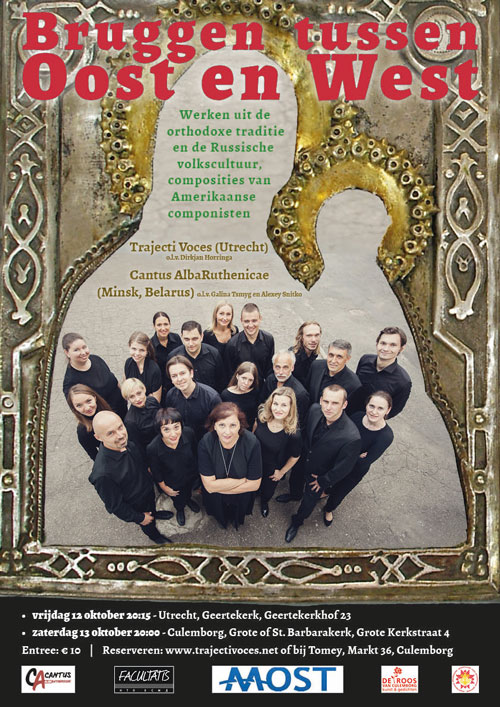 Bruggen tussen
Oost en West
Werken uit de
orthodoxe traditie
en de Russische
volkscultuur,
composities van
Amerikaanse
componisten
Trajecti Voces (Utrecht)
o.l.v. Dirkjan Horringa
Cantus AlbaRuthenicae
(Minsk, Belarus) o.l.v. Galina Tsmyg en Alexey Snitko
• vrijdag 12 oktober 20:15 - Utrecht, Geertekerk, Geertekerkhof 23
• zaterdag 13 oktober 20:00 - Culemborg, Grote of St. Barbarakerk, Grote Kerkstraat 4
Entree: € 10 | Reserveren: www.trajectivoces.net of bij Tomey, Markt 36, Culemborg
CA CANTUS
FACULTATIS
MOST
DE ROOS
VAN CULEMBORG